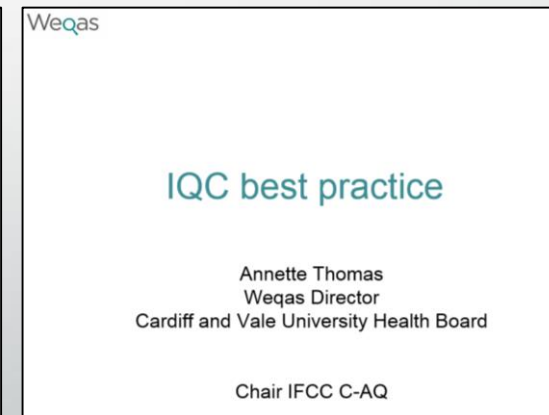 Weqas
IQC best practice
Annette Thomas
Weqas Director
Cardiff and Vale University Health Board
Chair IFCC C-AQ